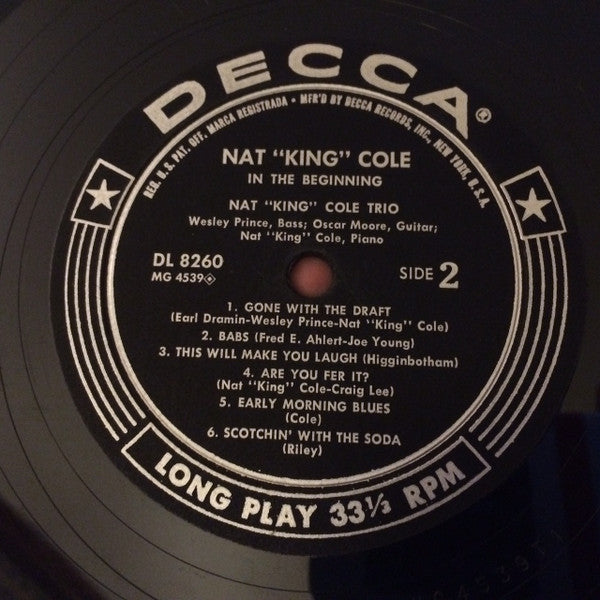 DECCA®
REG. U.S. PAT. OFF. MARCA REGISTRADA • MFR'D BY DECCA RECORDS, INC., NEW YORK, U.S.A.
NAT "KING" COLE
IN THE BEGINNING
NAT "KING" COLE TRIO
Wesley Prince, Bass; Oscar Moore, Guitar;
Nat "King" Cole, Piano
DL 8260
MG 4539
SIDE 2
1. GONE WITH THE DRAFT
(Earl Dramin-Wesley Prince-Nat "King" Cole)
2. BABS (Fred E. Ahlert-Joe Young)
3. THIS WILL MAKE YOU LAUGH (Higginbotham)
4. ARE YOU FER IT?
(Nat "King" Cole-Craig Lee)
5. EARLY MORNING BLUES
(Cole)
6. SCOTCHIN' WITH THE SODA
(Riley)
LONG PLAY 33⅓ RPM